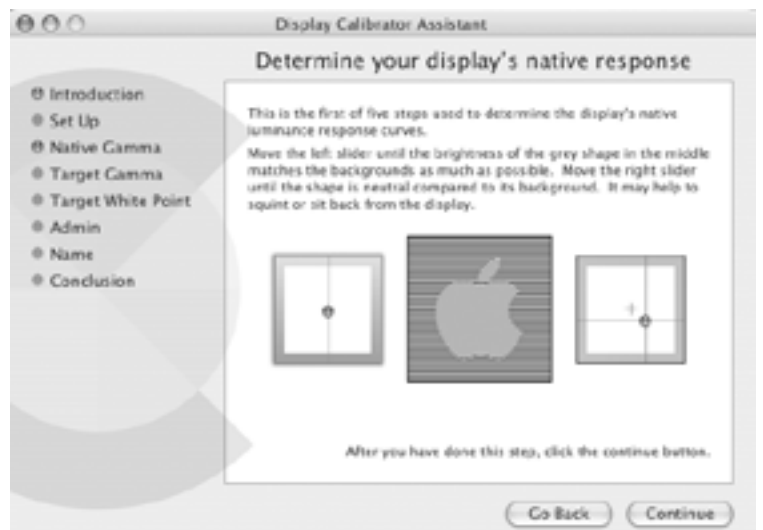 Display Calibrator Assistant
Determine your display's native response
Introduction
Set Up
Native Gamma
Target Gamma
Target White Point
Admin
Name
Conclusion
This is the first of five steps used to determine the display's native
luminance response curves.
Move the left slider until the brightness of the grey shape in the middle
matches the backgrounds as much as possible. Move the right slider
until the shape is neutral compared to its background. It may help to
squint or sit back from the display.
After you have done this step, click the continue button.
Go Back
Continue